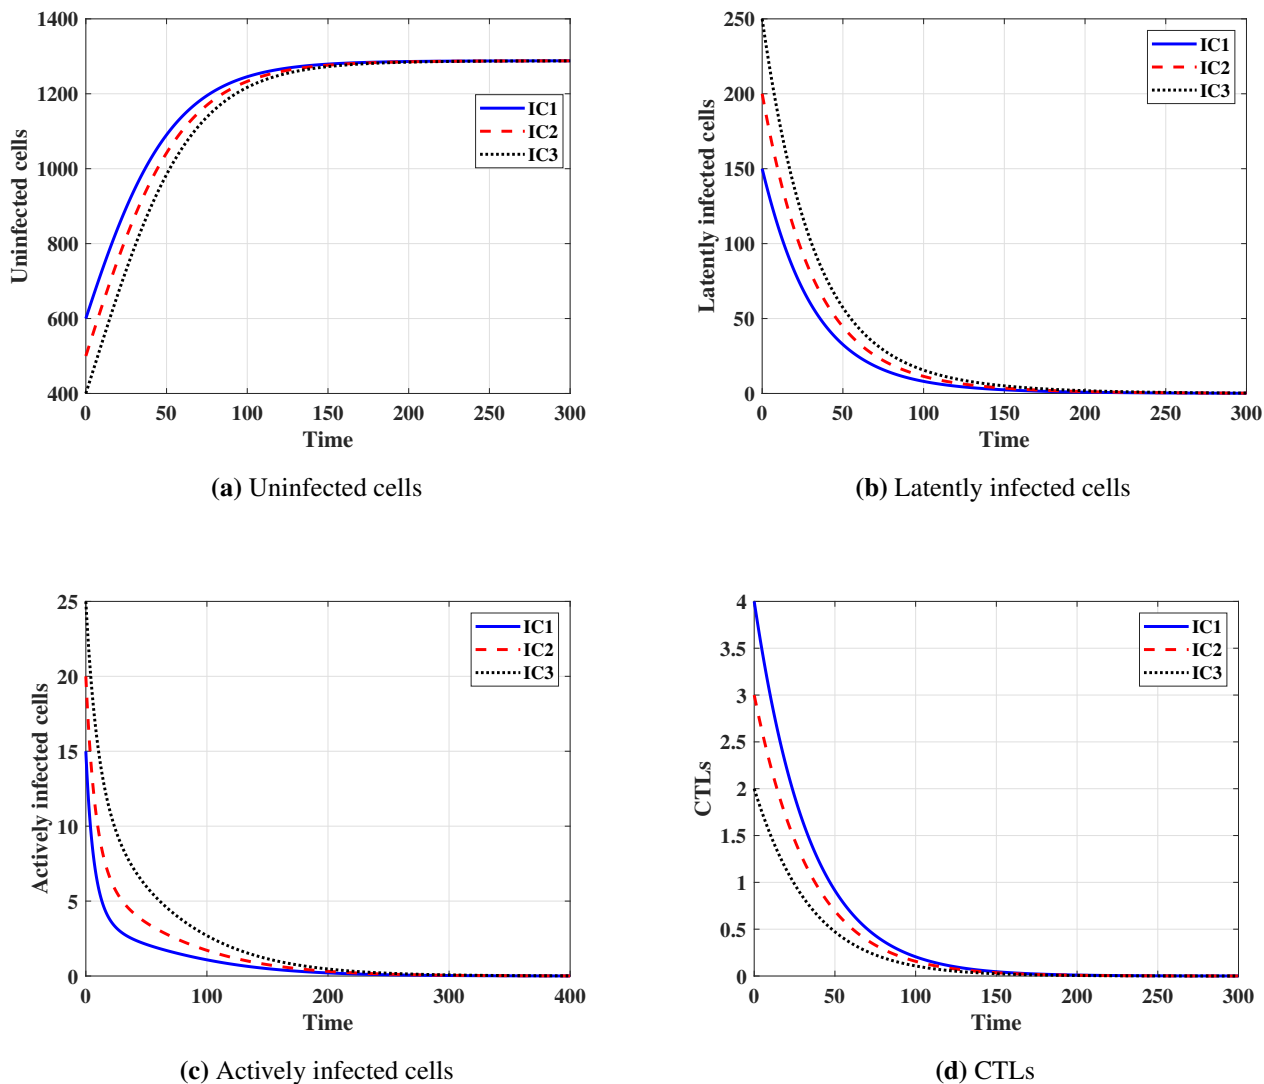 1400
1200
1000
800
600
400
0
50
100
150
200
250
300
Uninfected cells
Time
IC1
IC2
IC3
(a) Uninfected cells
250
200
150
100
50
0
0
50
100
150
200
250
300
Latently infected cells
Time
IC1
IC2
IC3
(b) Latently infected cells
25
20
15
10
5
0
0
100
200
300
400
Actively infected cells
Time
IC1
IC2
IC3
(c) Actively infected cells
4
3.5
3
2.5
2
1.5
1
0.5
0
0
50
100
150
200
250
300
CTLs
Time
IC1
IC2
IC3
(d) CTLs